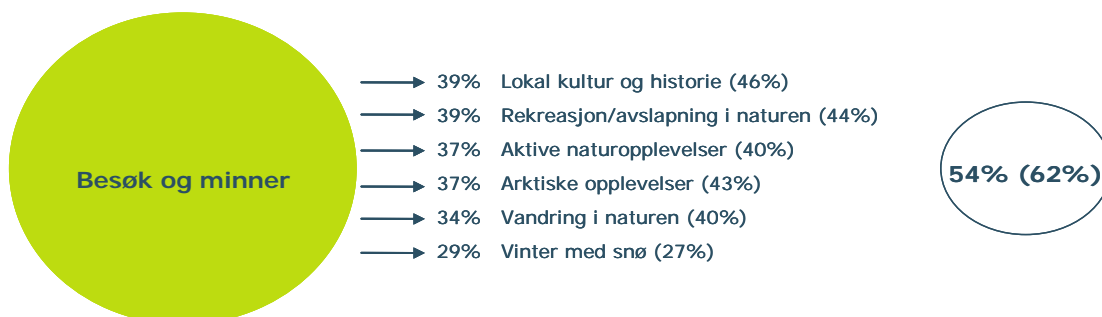 Besøk og minner
39% Lokal kultur og historie (46%)
39% Rekreasjon/avslapning i naturen (44%)
37% Aktive naturopplevelser (40%)
37% Arktiske opplevelser (43%)
34% Vandring i naturen (40%)
29% Vinter med snø (27%)
54% (62%)